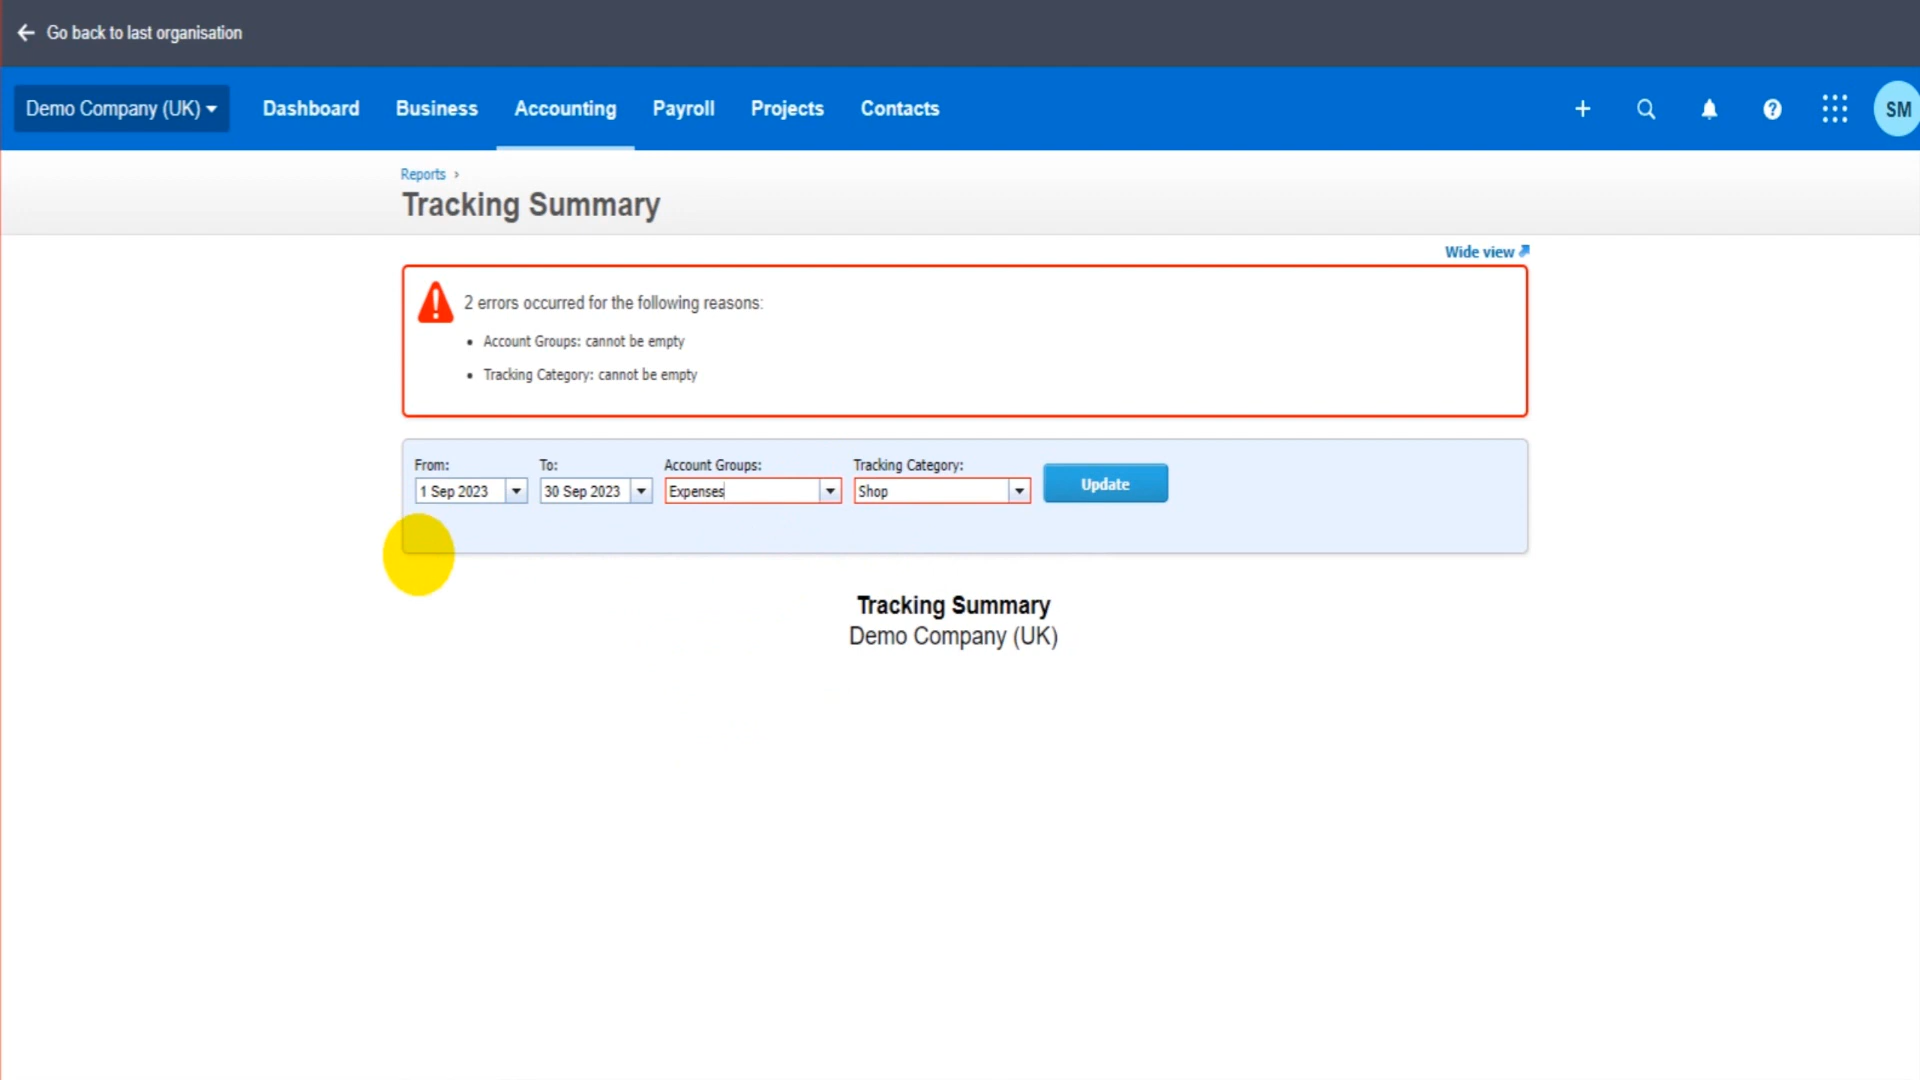 Go back to last organisation
Demo Company (UK)
Dashboard
Business
Accounting
Payroll
Projects
Contacts
SM
Reports ›
Tracking Summary
Wide view
2 errors occurred for the following reasons:
• Account Groups: cannot be empty
• Tracking Category: cannot be empty
From:
To:
Account Groups:
Tracking Category:
1 Sep 2023
30 Sep 2023
Expenses
Shop
Update
Tracking Summary
Demo Company (UK)